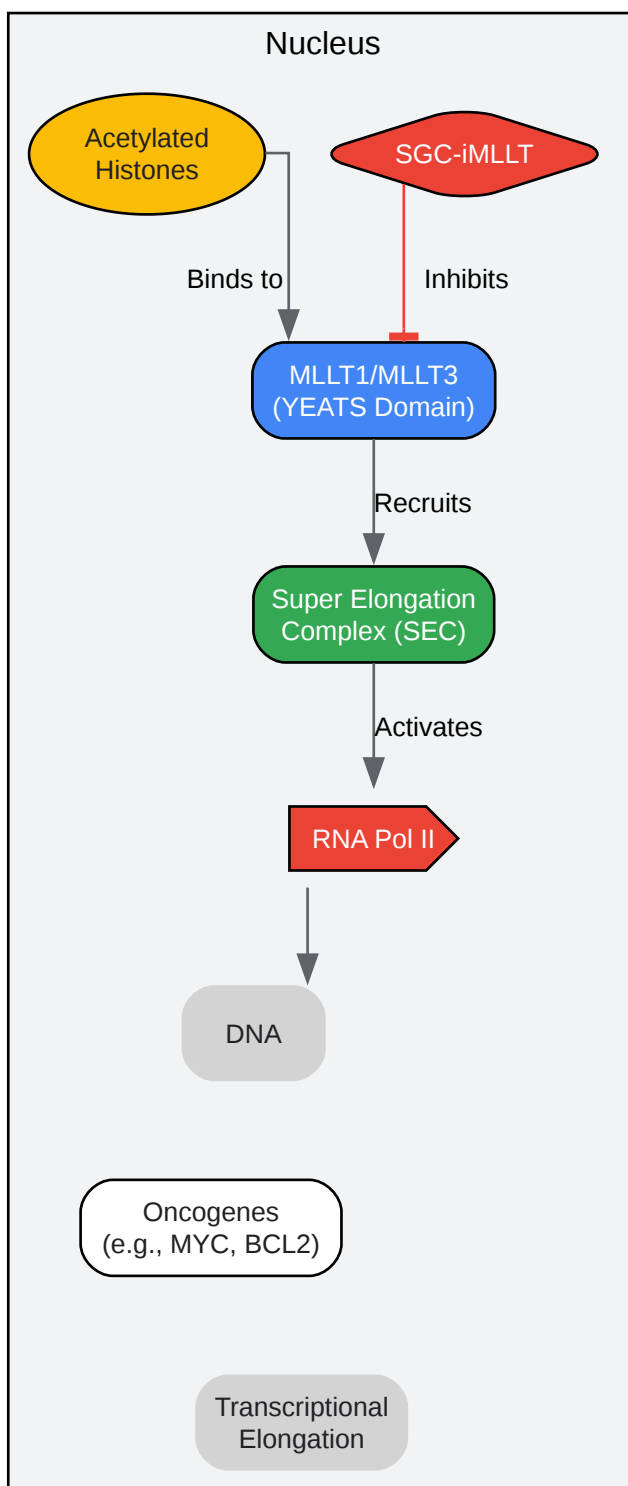 Nucleus
Acetylated
Histones
SGC-iMLLT
Binds to
Inhibits
MLLT1/MLLT3
(YEATS Domain)
Recruits
Super Elongation
Complex (SEC)
Activates
RNA Pol II
DNA
Oncogenes
(e.g., MYC, BCL2)
Transcriptional
Elongation